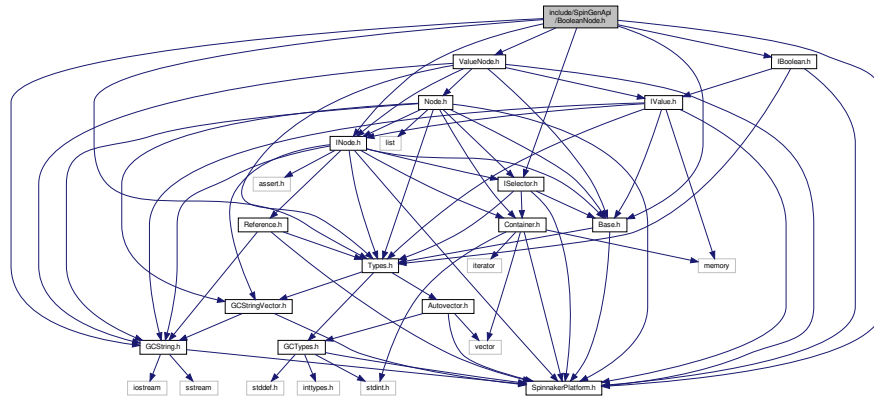 include/SpinGenApi
/BooleanNode.h
ValueNode.h
IBoolean.h
Node.h
IValue.h
INode.h
list
assert.h
ISelector.h
Reference.h
Container.h
Base.h
Types.h
iterator
memory
GCStringVector.h
Autovector.h
GCString.h
GCTypes.h
vector
iostream
sstream
stddef.h
inttypes.h
stdint.h
SpinnakerPlatform.h